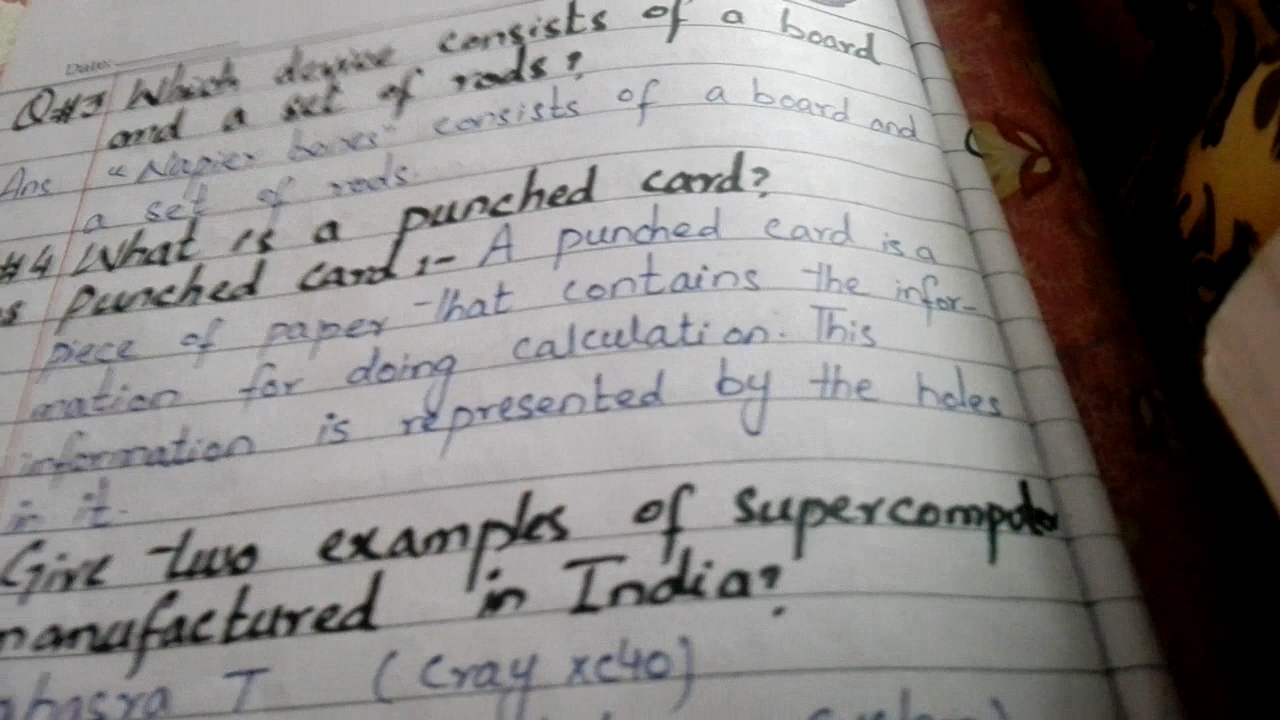 Date:
Q#3 Which device consists of a board
and a set of rods?
Ans "Napier bones" consists of a board and
a set of rods.
#4 What is a punched card?
s Punched card :- A punched card is a
piece of paper that contains the infor-
mation for doing calculation. This
information is represented by the holes
in it.
Give two examples of supercomputer
manufactured in India?
T (Cray xc40)